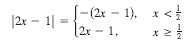 |2x − 1| = { −(2x − 1), x < 1/2
2x − 1, x ≥ 1/2